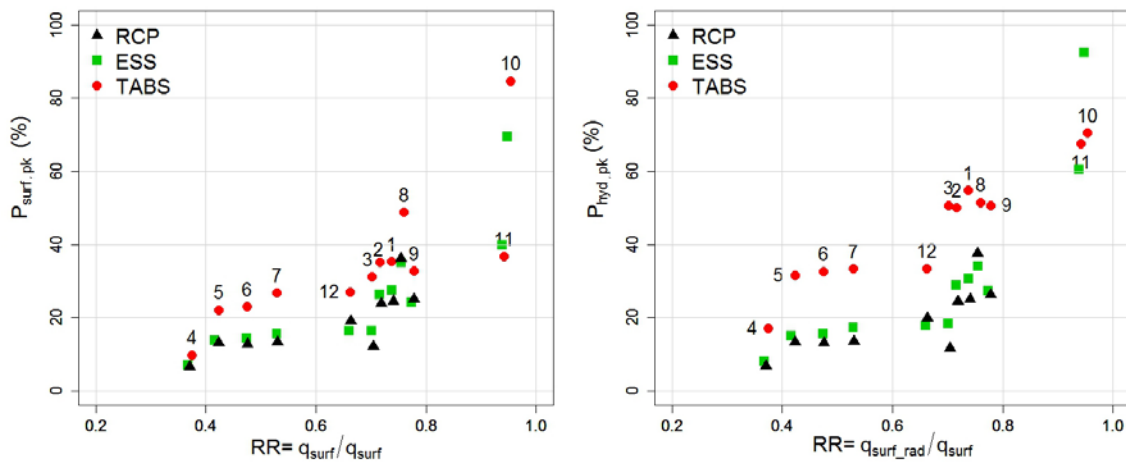 100
80
60
40
20
0
P_surf.pk (%)
RCP
ESS
TABS
10
8
3 2 1
9
11
5 6 7
12
4
0.2 0.4 0.6 0.8 1.0
RR= q_surf/q_surf
100
80
60
40
20
0
P_hyd.pk (%)
RCP
ESS
TABS
10
11
3 2 1 8
9
5 6 7 12
4
0.2 0.4 0.6 0.8 1.0
RR= q_surf_rad/q_surf